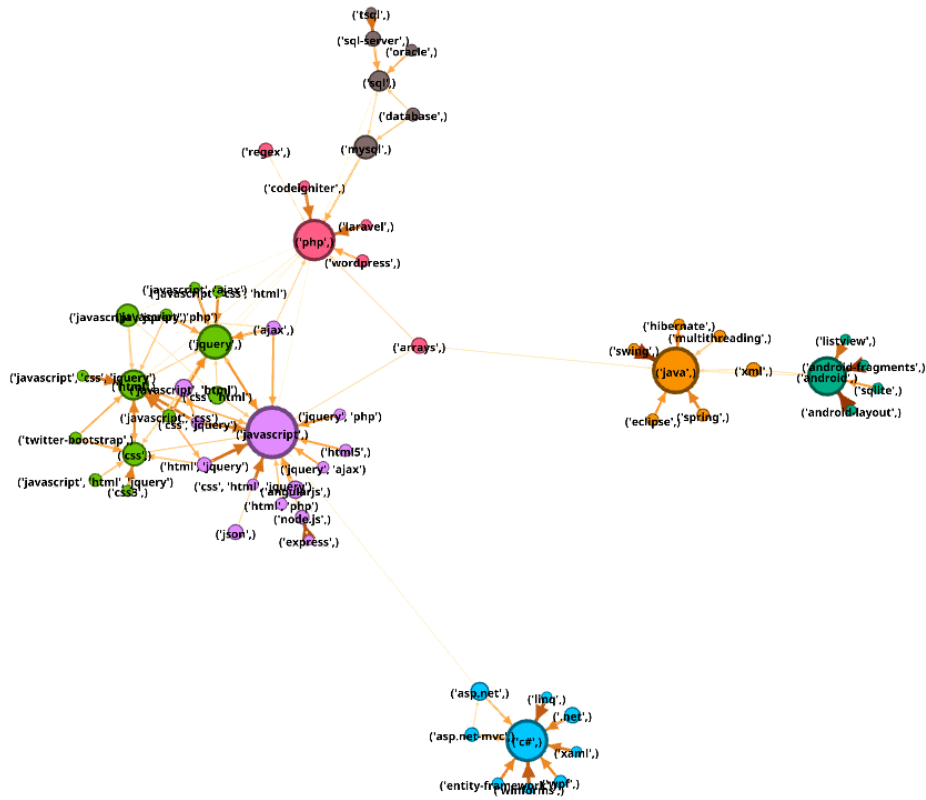 ('tsql',)
('sql-server',)
('oracle',)
('sql',)
('database',)
('mysql',)
('regex',)
('codeigniter',)
('laravel',)
('php',)
('wordpress',)
('javascript', 'ajax')
('javascript', 'css', 'html')
('javascript', 'jquery')
('jquery', 'php')
('ajax',)
('jquery',)
('arrays',)
('hibernate',)
('multithreading',)
('swing',)
('java',)
('xml',)
('eclipse',)
('spring',)
('listview',)
('android-fragments',)
('android',)
('sqlite',)
('android-layout',)
('javascript', 'css', 'jquery')
('html',)
('javascript', 'html')
('css', 'html')
('javascript', 'css')
('css', 'jquery')
('jquery', 'php')
('javascript',)
('twitter-bootstrap',)
('css',)
('html5',)
('html', 'jquery')
('jquery', 'ajax')
('javascript', 'html', 'jquery')
('css3',)
('css', 'html', 'jquery')
('angularjs',)
('html', 'php')
('node.js',)
('json',)
('express',)
('asp.net',)
('linq',)
('.net',)
('asp.net-mvc',)
('c#',)
('xaml',)
('entity-framework',)
('winforms',)
('wpf',)